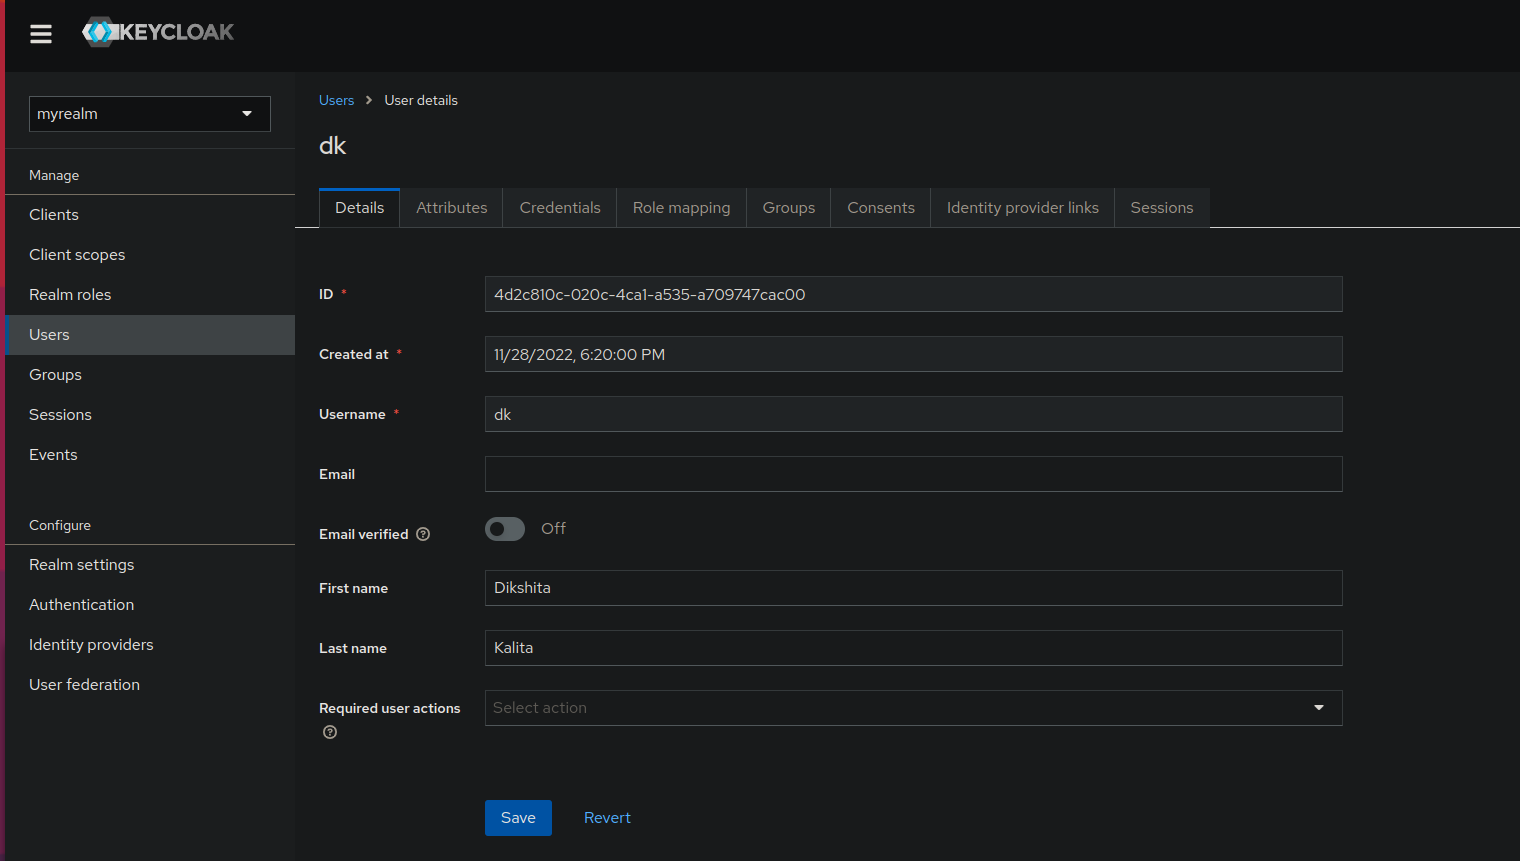 KEYCLOAK
myrealm
Manage
Clients
Client scopes
Realm roles
Users
Groups
Sessions
Events
Configure
Realm settings
Authentication
Identity providers
User federation
Users > User details
dk
Details Attributes Credentials Role mapping Groups Consents Identity provider links Sessions
ID * 4d2c810c-020c-4ca1-a535-a709747cac00
Created at * 11/28/2022, 6:20:00 PM
Username * dk
Email
Email verified ? Off
First name Dikshita
Last name Kalita
Required user actions Select action
?
Save Revert